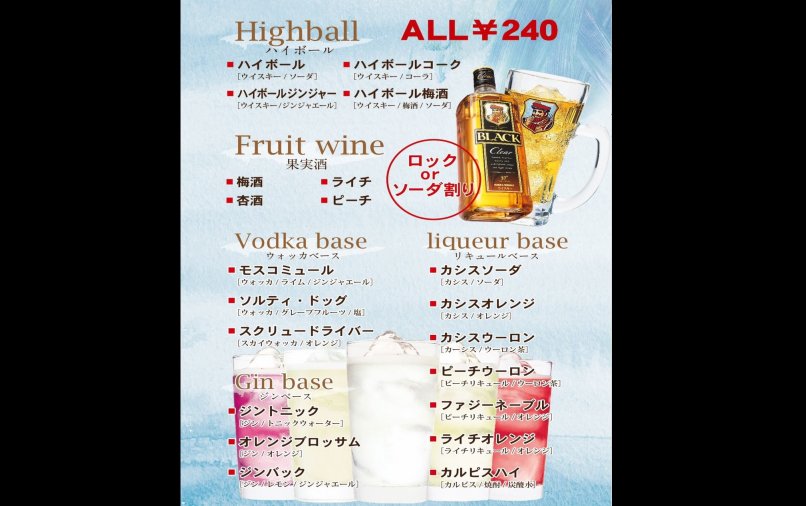 Highball
ハイボール
ALL￥240
■ ハイボール
［ウイスキー / ソーダ］
■ ハイボールコーク
［ウイスキー / コーラ］
■ ハイボールジンジャー
［ウイスキー / ジンジャエール］
■ ハイボール梅酒
［ウイスキー / 梅酒 / ソーダ］
Fruit wine
果実酒
■ 梅酒
■ ライチ
■ 杏酒
■ ピーチ
ロック
or
ソーダ割り
BLACK
Clear
Vodka base
ウォッカベース
■ モスコミュール
［ウォッカ / ライム / ジンジャエール］
■ ソルティ・ドッグ
［ウォッカ / グレープフルーツ / 塩］
■ スクリュードライバー
［スカイウォッカ / オレンジ］
Gin base
ジンベース
■ ジントニック
［ジン / トニックウォーター］
■ オレンジブロッサム
［ジン / オレンジ］
■ ジンバック
［ジン / レモン / ジンジャエール］
liqueur base
リキュールベース
■ カシスソーダ
［カシス / ソーダ］
■ カシスオレンジ
［カシス / オレンジ］
■ カシスウーロン
［カーシス / ウーロン茶］
■ ピーチウーロン
［ピーチリキュール / ウーロン茶］
■ ファジーネーブル
［ピーチリキュール / オレンジ］
■ ライチオレンジ
［ライチリキュール / オレンジ］
■ カルピスハイ
［カルピス / 焼酎 / 炭酸水］